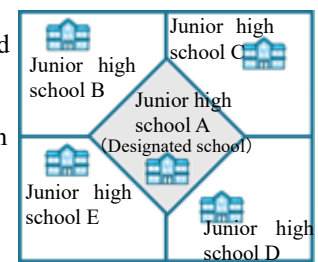 d
n
Junior high
school B
Junior high
school C
Junior high
school A
(Designated school)
Junior high
school E
Junior high
school D